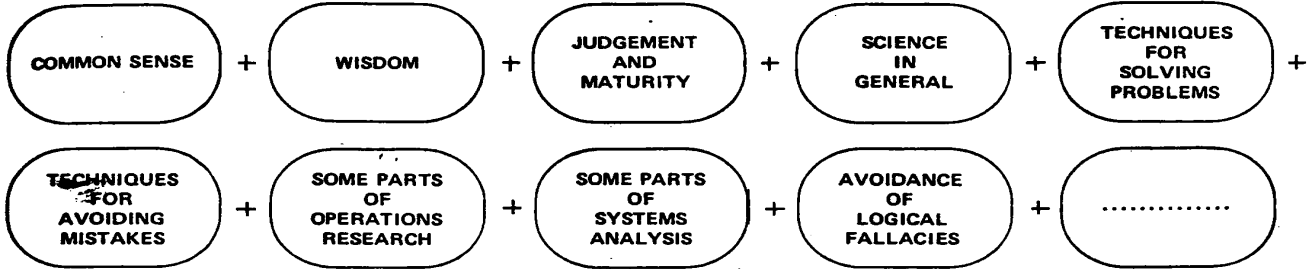 COMMON SENSE
+
WISDOM
+
JUDGEMENT
AND
MATURITY
+
SCIENCE
IN
GENERAL
+
TECHNIQUES
FOR
SOLVING
PROBLEMS
+
TECHNIQUES
FOR
AVOIDING
MISTAKES
+
SOME PARTS
OF
OPERATIONS
RESEARCH
+
SOME PARTS
OF
SYSTEMS
ANALYSIS
+
AVOIDANCE
OF
LOGICAL
FALLACIES
+
..............